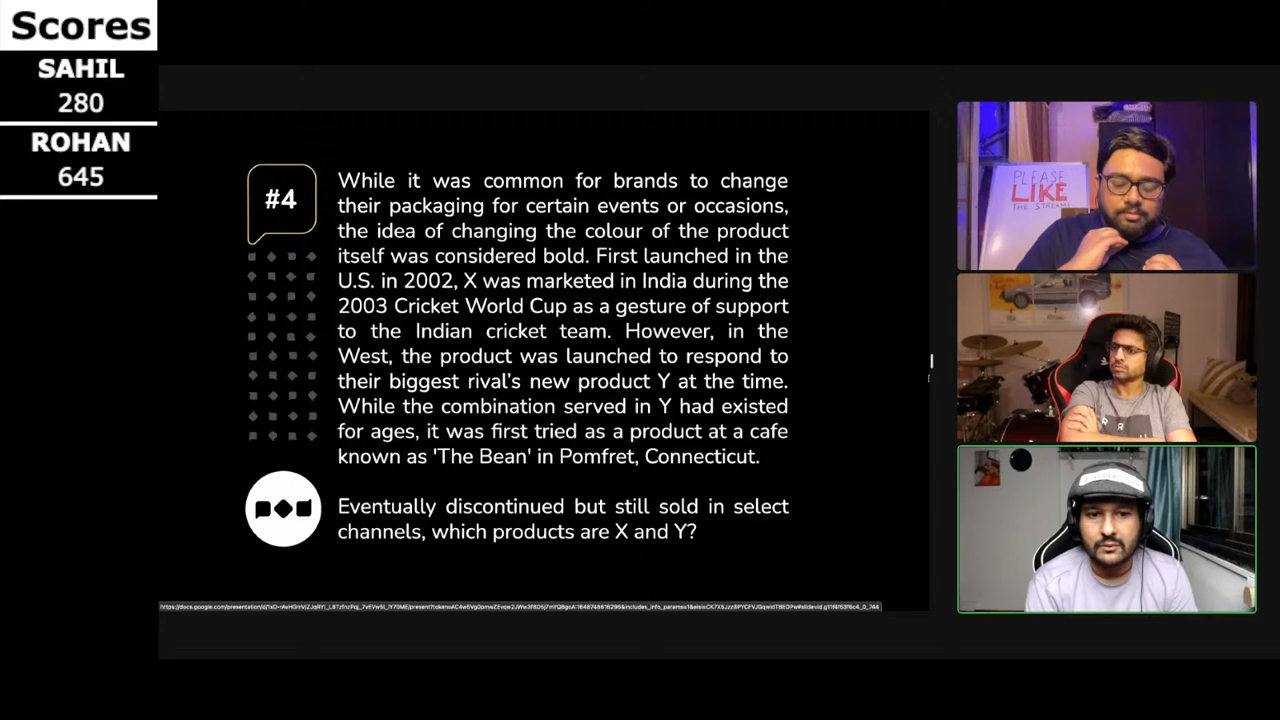 Scores
SAHIL
280
ROHAN
645
#4
While it was common for brands to change
their packaging for certain events or occasions,
the idea of changing the colour of the product
itself was considered bold. First launched in the
U.S. in 2002, X was marketed in India during the
2003 Cricket World Cup as a gesture of support
to the Indian cricket team. However, in the
West, the product was launched to respond to
their biggest rival's new product Y at the time.
While the combination served in Y had existed
for ages, it was first tried as a product at a cafe
known as 'The Bean' in Pomfret, Connecticut.
Eventually discontinued but still sold in select
channels, which products are X and Y?
PLEASE
LIKE
THE STREAM!